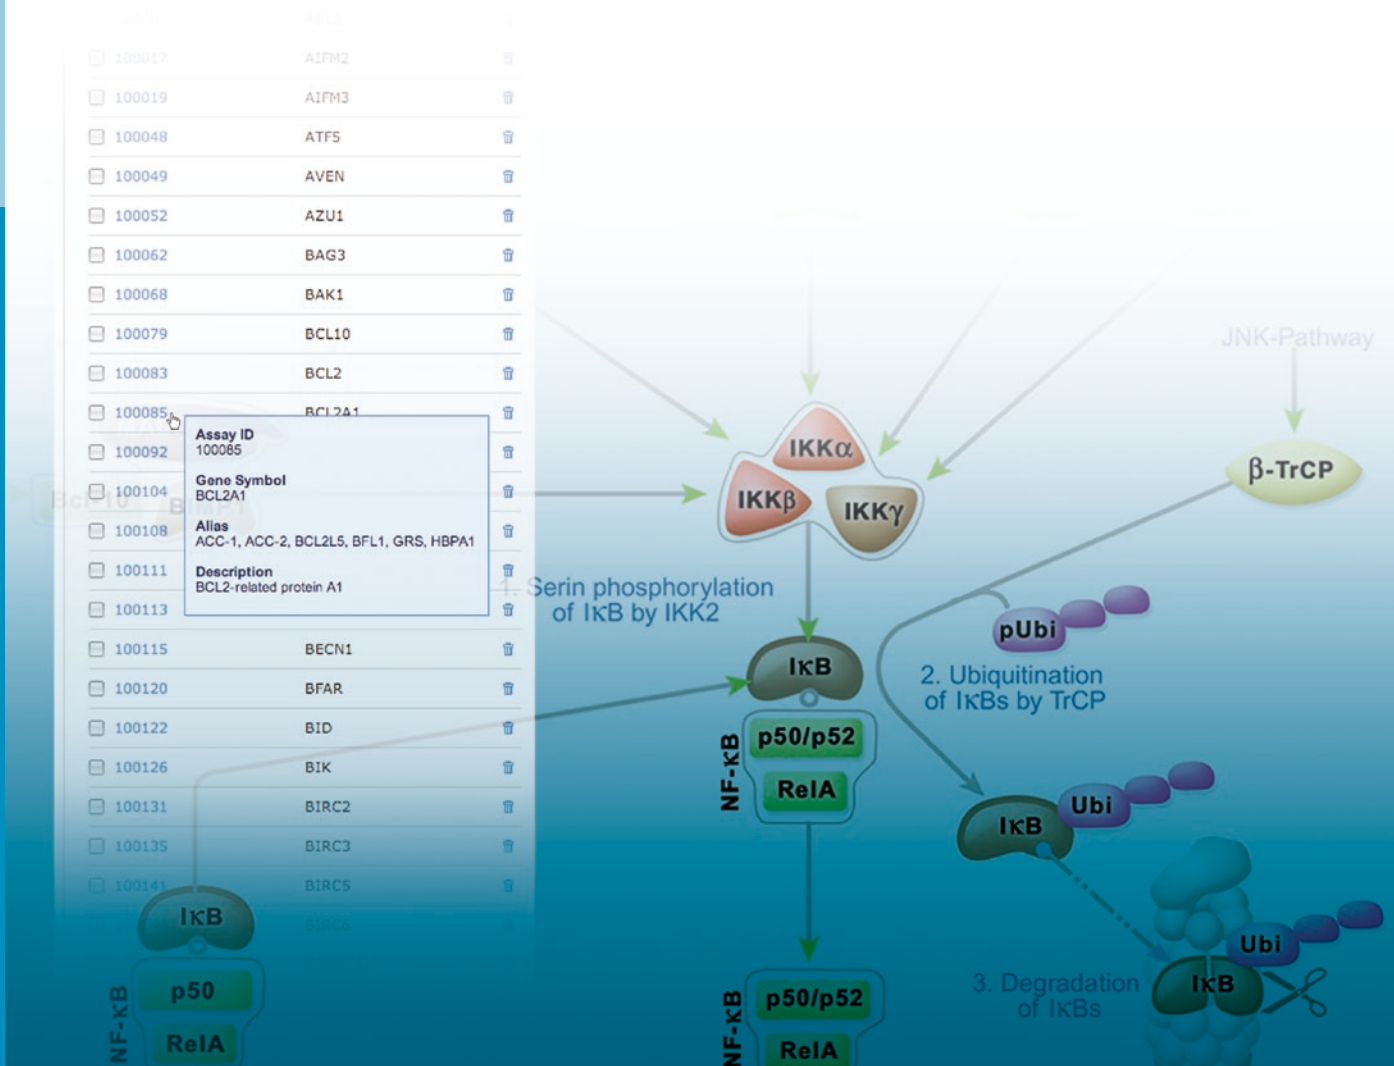 100017 AIFM2
100019 AIFM3
100048 ATF5
100049 AVEN
100052 AZU1
100062 BAG3
100068 BAK1
100079 BCL10
100083 BCL2
100085 BCL2A1
100092
100104
100108
100111
100113
100115 BECN1
100120 BFAR
100122 BID
100126 BIK
100131 BIRC2
100135 BIRC3
100141 BIRC5
BIRC6
Assay ID
100085
Gene Symbol
BCL2A1
Alias
ACC-1, ACC-2, BCL2L5, BFL1, GRS, HBPA1
Description
BCL2-related protein A1
Bcl-10
BIMP1
JNK-Pathway
IKKα
IKKβ
IKKγ
β-TrCP
1. Serin phosphorylation
of IκB by IKK2
pUbi
IκB
2. Ubiquitination
of IκBs by TrCP
NF-κB
p50/p52
RelA
IκB
Ubi
IκB
NF-κB
p50
RelA
NF-κB
p50/p52
RelA
3. Degradation
of IκBs
Ubi
IκB